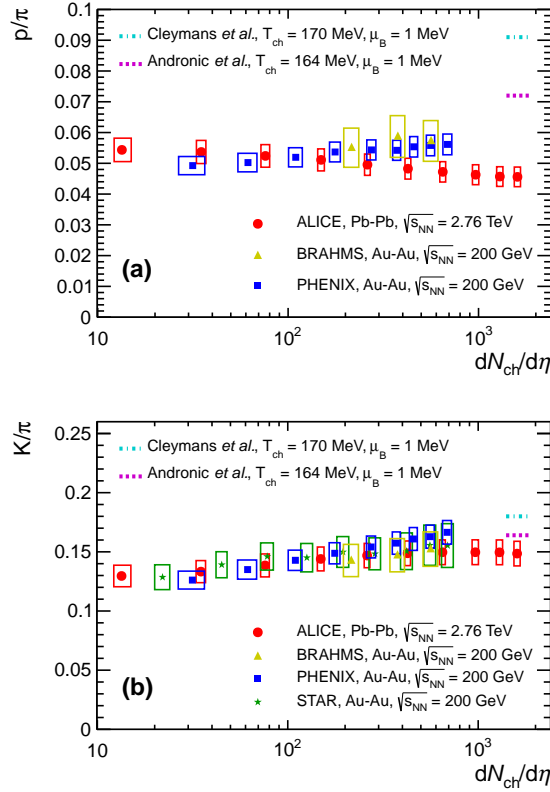 p/π
0.1
0.09
0.08
0.07
0.06
0.05
0.04
0.03
0.02
0.01
0
Cleymans et al., T_ch = 170 MeV, μ_B = 1 MeV
Andronic et al., T_ch = 164 MeV, μ_B = 1 MeV
ALICE, Pb-Pb, √s_NN = 2.76 TeV
BRAHMS, Au-Au, √s_NN = 200 GeV
PHENIX, Au-Au, √s_NN = 200 GeV
(a)
10 10² 10³
dN_ch/dη
K/π
0.25
0.2
0.15
0.1
0.05
0
Cleymans et al., T_ch = 170 MeV, μ_B = 1 MeV
Andronic et al., T_ch = 164 MeV, μ_B = 1 MeV
ALICE, Pb-Pb, √s_NN = 2.76 TeV
BRAHMS, Au-Au, √s_NN = 200 GeV
PHENIX, Au-Au, √s_NN = 200 GeV
STAR, Au-Au, √s_NN = 200 GeV
(b)
10 10² 10³
dN_ch/dη